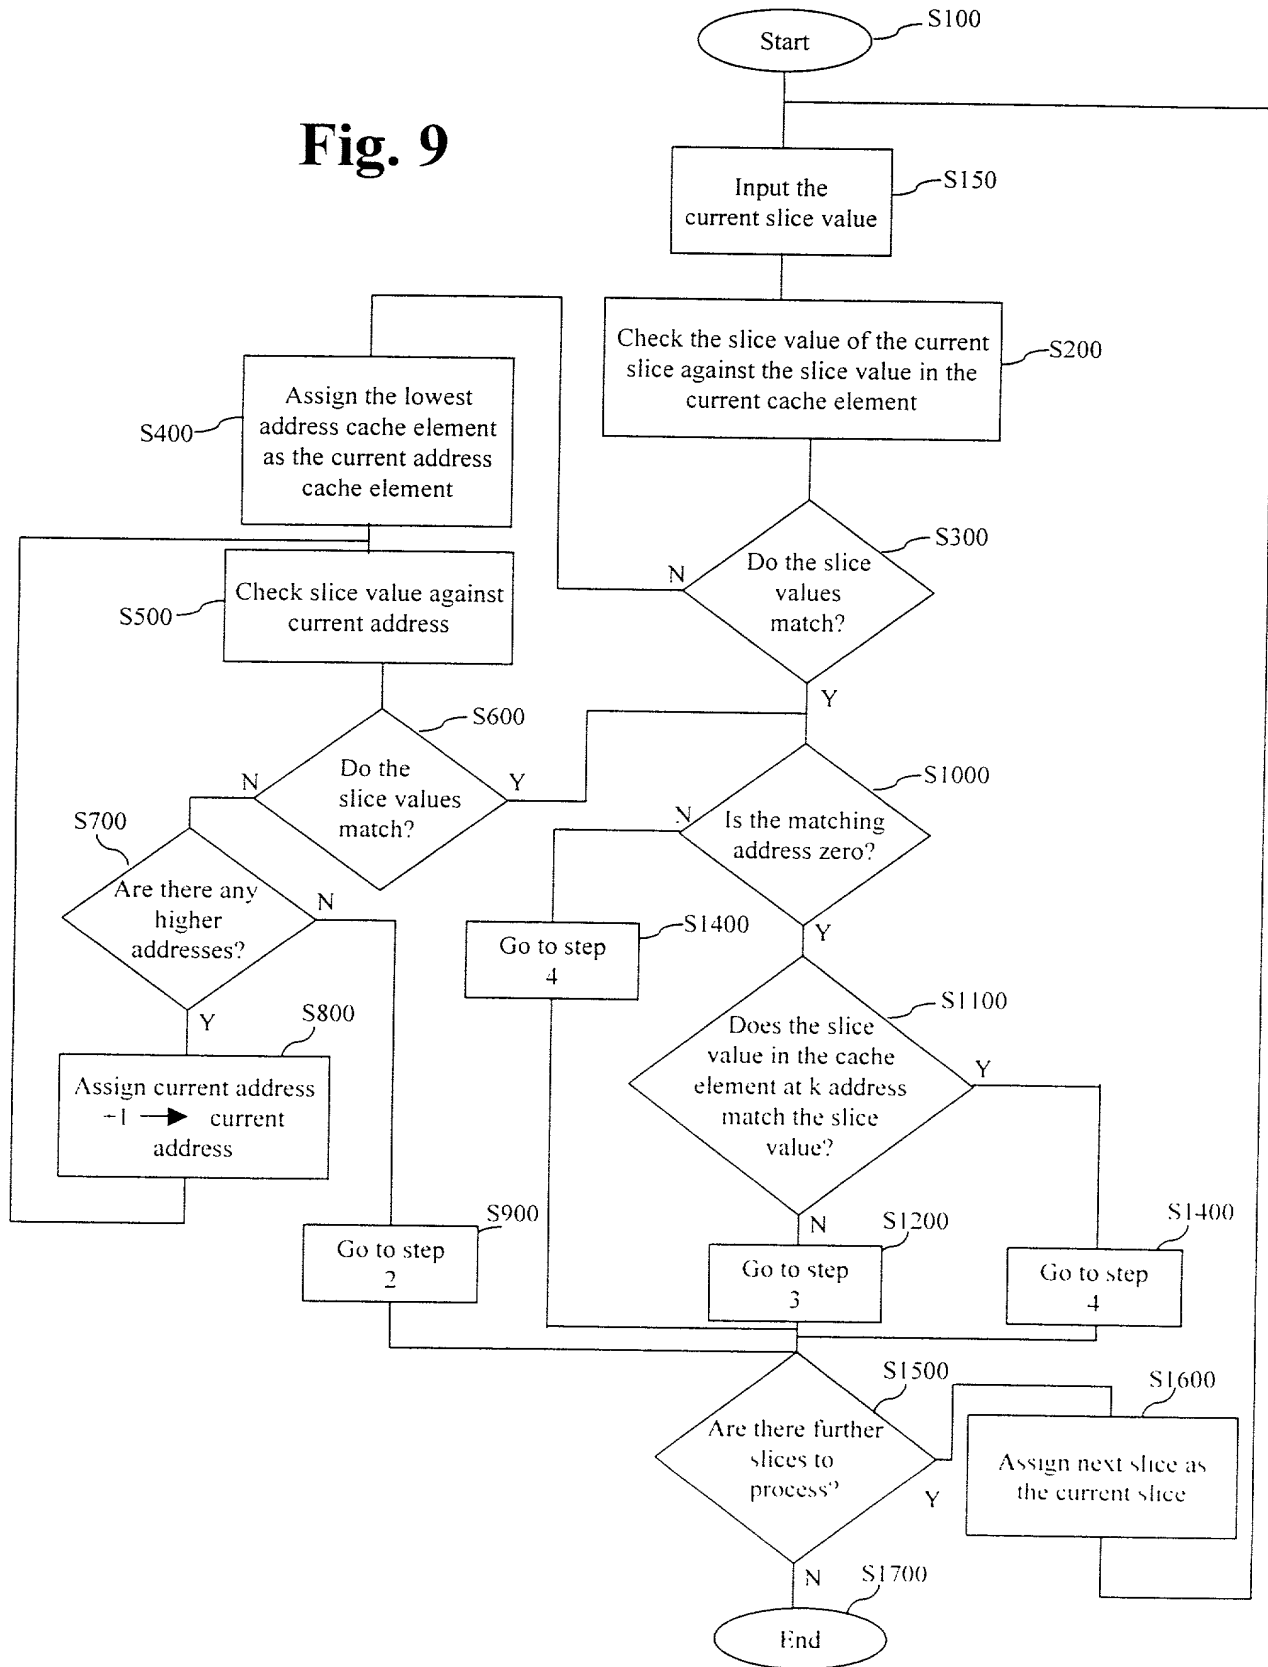 Fig. 9
Start
S100
Input the
current slice value
S150
Check the slice value of the current
slice against the slice value in the
current cache element
S200
Do the slice
values
match?
S300
N
Y
Assign the lowest
address cache element
as the current address
cache element
S400
Check slice value against
current address
S500
Do the
slice values
match?
S600
N
Y
Are there any
higher
addresses?
S700
N
Y
Assign current address
+1 → current
address
S800
Go to step
2
S900
Is the matching
address zero?
S1000
N
Y
Go to step
4
S1400
Does the slice
value in the cache
element at k address
match the slice
value?
S1100
Y
N
Go to step
3
S1200
Go to step
4
S1400
Are there further
slices to
process?
S1500
Y
N
Assign next slice as
the current slice
S1600
End
S1700